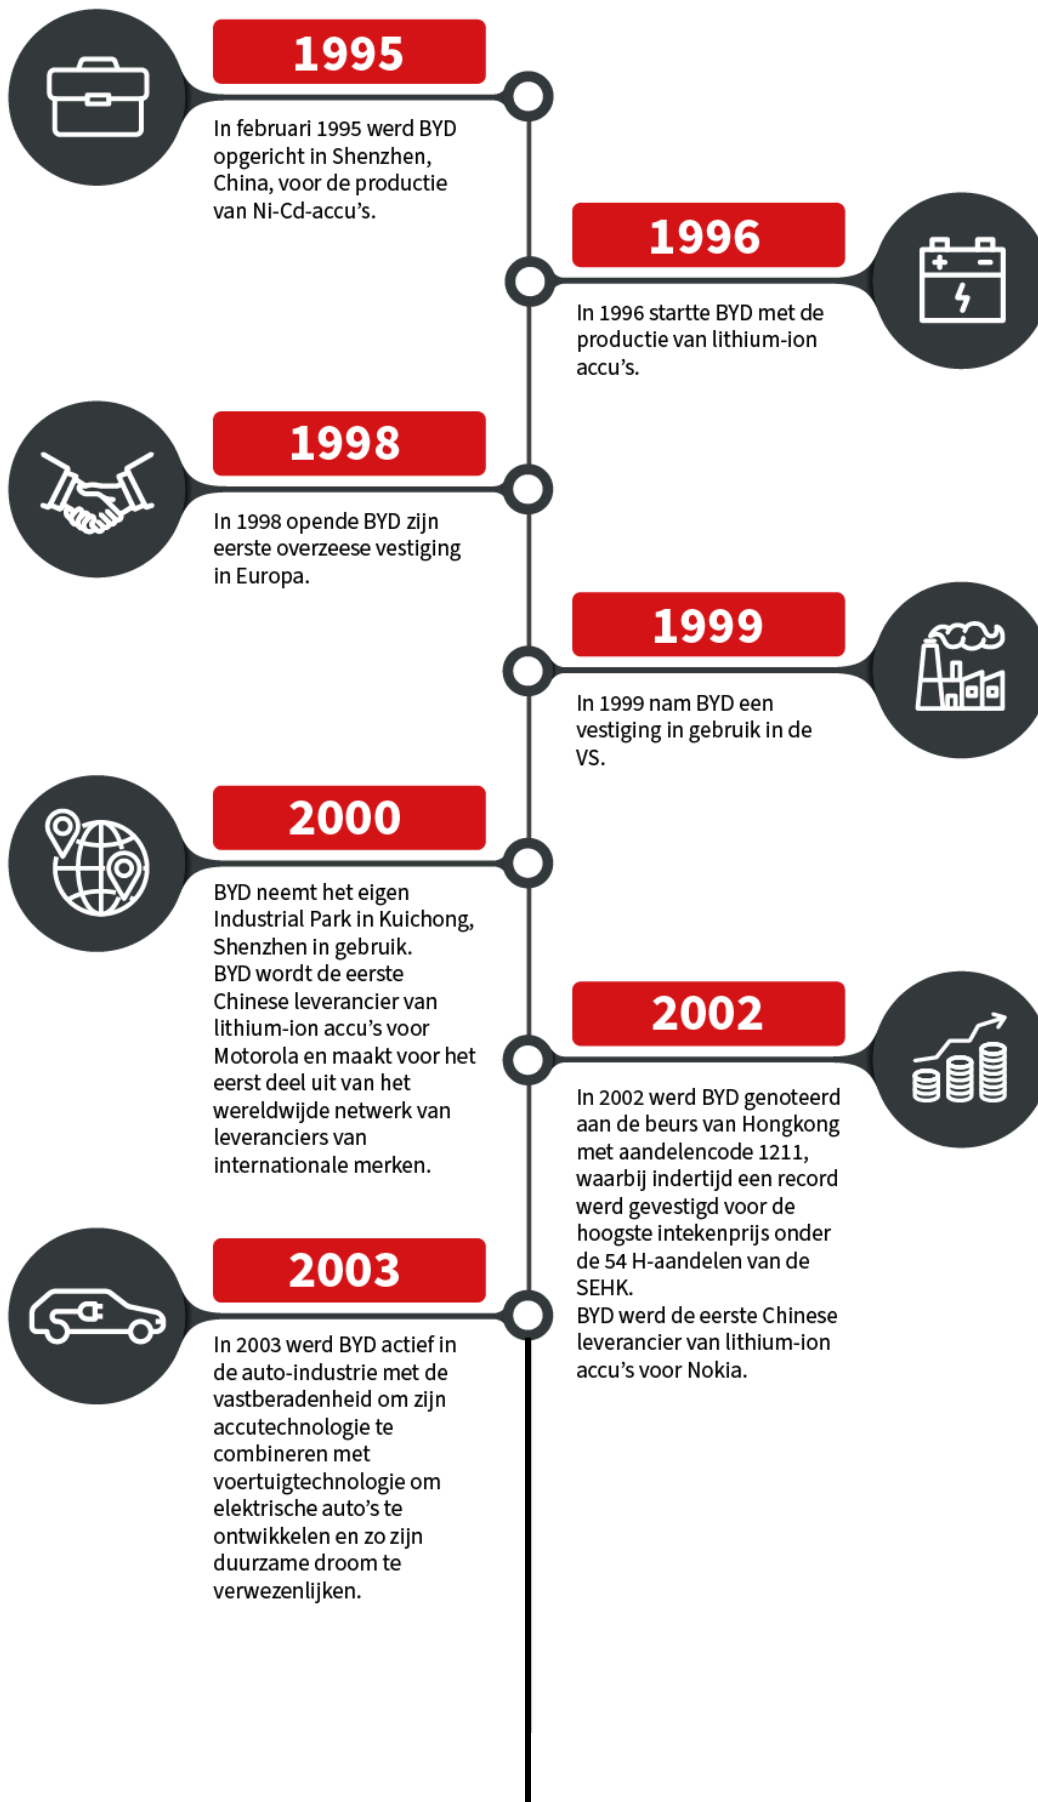 1995
In februari 1995 werd BYD
opgericht in Shenzhen,
China, voor de productie
van Ni-Cd-accu's.
1996
In 1996 startte BYD met de
productie van lithium-ion
accu's.
1998
In 1998 opende BYD zijn
eerste overzeese vestiging
in Europa.
1999
In 1999 nam BYD een
vestiging in gebruik in de
VS.
2000
BYD neemt het eigen
Industrial Park in Kuichong,
Shenzhen in gebruik.
BYD wordt de eerste
Chinese leverancier van
lithium-ion accu's voor
Motorola en maakt voor het
eerst deel uit van het
wereldwijde netwerk van
leveranciers van
internationale merken.
2002
In 2002 werd BYD genoteerd
aan de beurs van Hongkong
met aandelencode 1211,
waarbij indertijd een record
werd gevestigd voor de
hoogste intekenprijs onder
de 54 H-aandelen van de
SEHK.
BYD werd de eerste Chinese
leverancier van lithium-ion
accu's voor Nokia.
2003
In 2003 werd BYD actief in
de auto-industrie met de
vastberadenheid om zijn
accutechnologie te
combineren met
voertuigtechnologie om
elektrische auto's te
ontwikkelen en zo zijn
duurzame droom te
verwezenlijken.